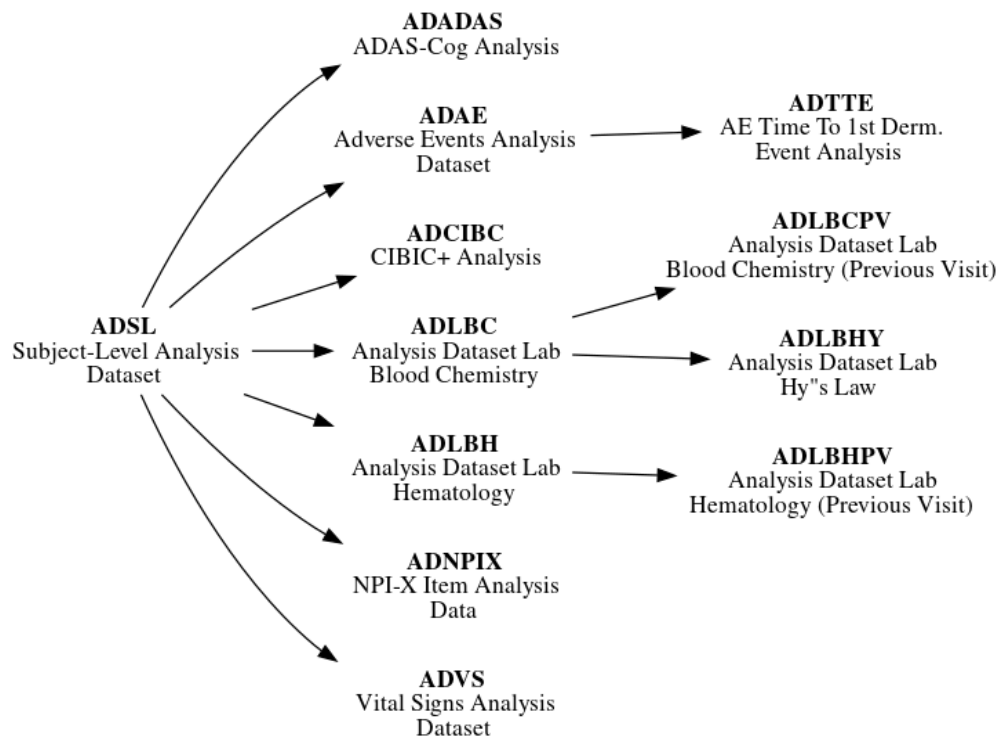 ADADAS
ADAS-Cog Analysis
ADAE
Adverse Events Analysis
Dataset
ADTTE
AE Time To 1st Derm.
Event Analysis
ADCIBC
CIBIC+ Analysis
ADLBCPV
Analysis Dataset Lab
Blood Chemistry (Previous Visit)
ADSL
Subject-Level Analysis
Dataset
ADLBC
Analysis Dataset Lab
Blood Chemistry
ADLBHY
Analysis Dataset Lab
Hy"s Law
ADLBH
Analysis Dataset Lab
Hematology
ADLBHPV
Analysis Dataset Lab
Hematology (Previous Visit)
ADNPIX
NPI-X Item Analysis
Data
ADVS
Vital Signs Analysis
Dataset